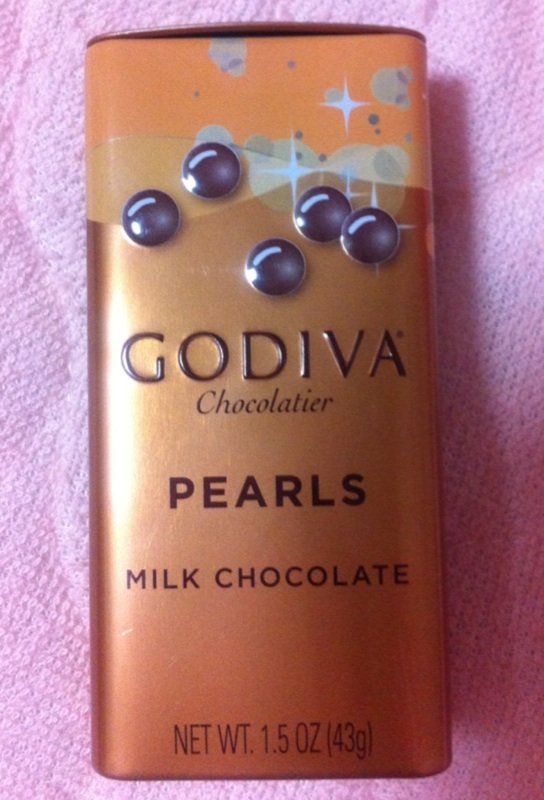 GODIVA®
Chocolatier
PEARLS
MILK CHOCOLATE
NET WT. 1.5 OZ (43g)